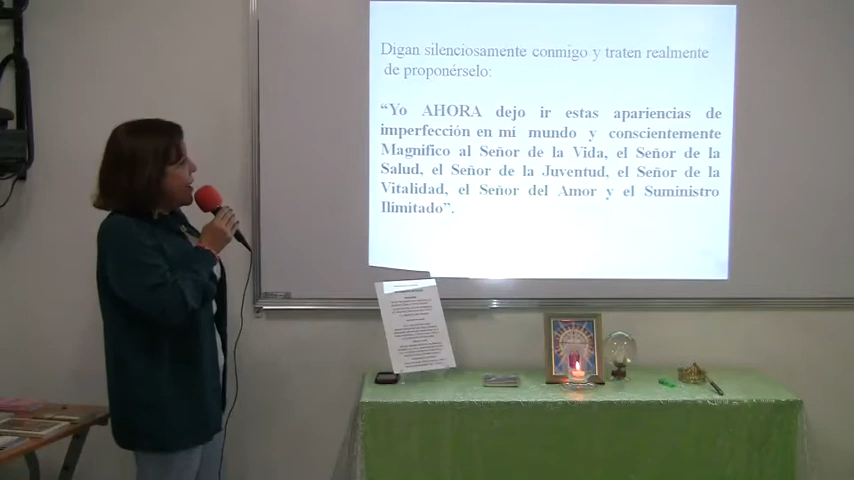 Digan silenciosamente conmigo y traten realmente
de proponérselo:
“Yo AHORA dejo ir estas apariencias de
imperfección en mí mundo y conscientemente
Magnifico al Señor de la Vida, el Señor de la
Salud, el Señor de la Juventud, el Señor de la
Vitalidad, el Señor del Amor y el Suministro
Ilimitado”.